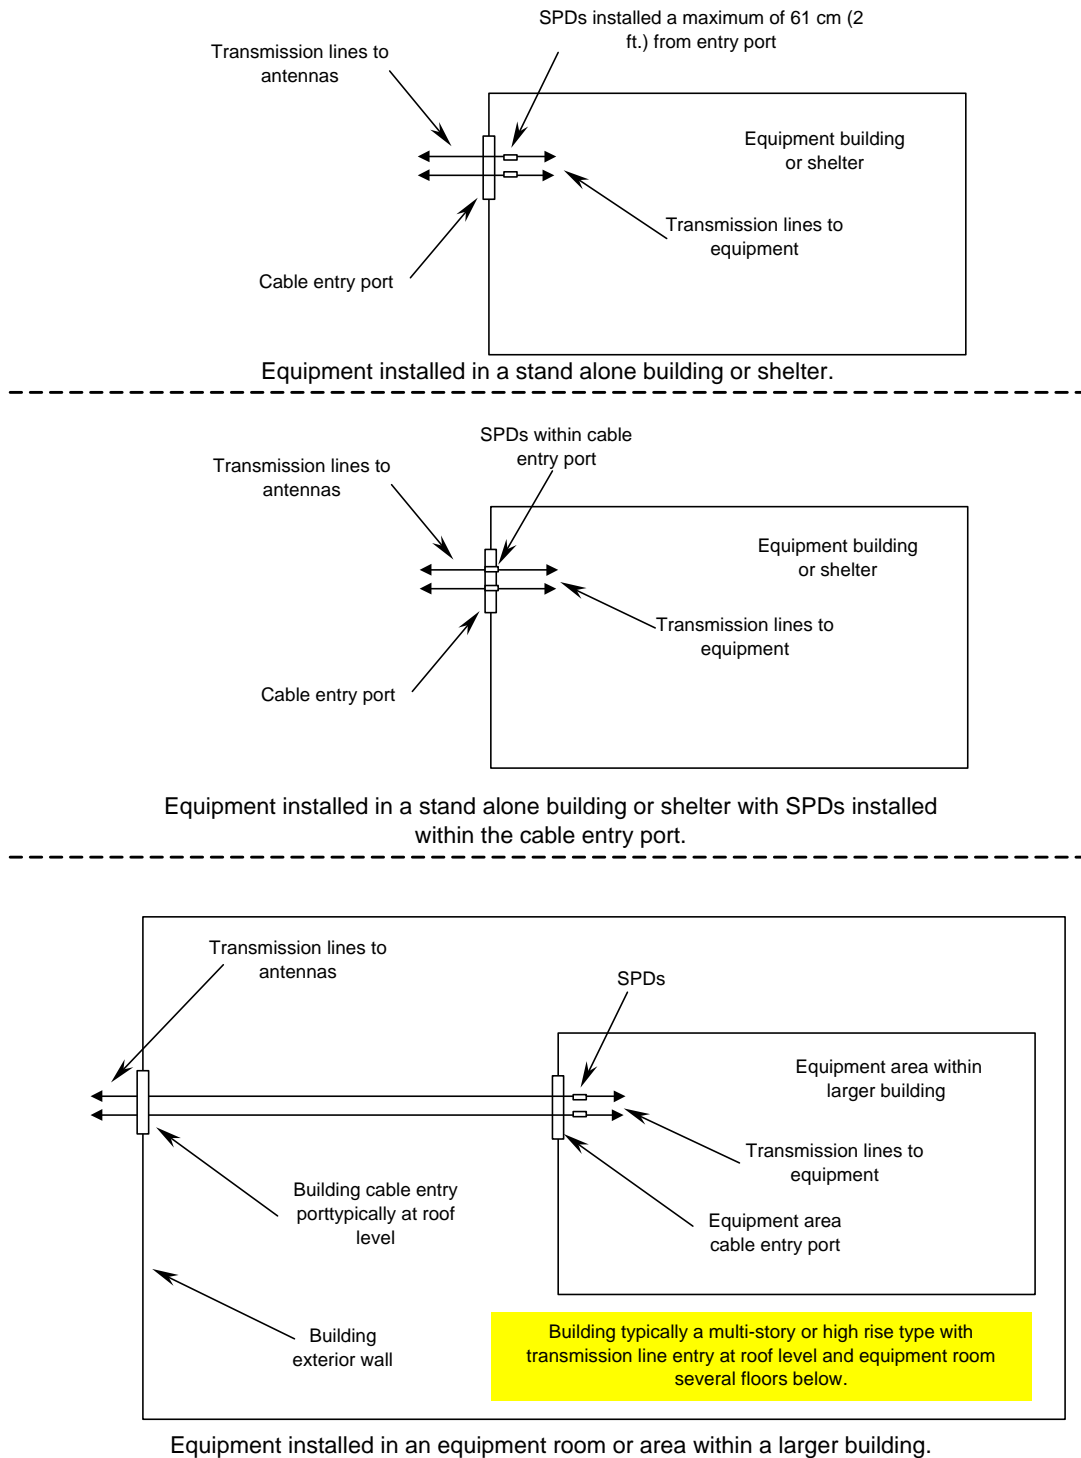 SPDs installed a maximum of 61 cm (2
ft.) from entry port
Transmission lines to
antennas
Equipment building
or shelter
Transmission lines to
equipment
Cable entry port
Equipment installed in a stand alone building or shelter.
SPDs within cable
entry port
Transmission lines to
antennas
Equipment building
or shelter
Transmission lines to
equipment
Cable entry port
Equipment installed in a stand alone building or shelter with SPDs installed
within the cable entry port.
Transmission lines to
antennas
SPDs
Equipment area within
larger building
Transmission lines to
equipment
Building cable entry
porttypically at roof
level
Equipment area
cable entry port
Building
exterior wall
Building typically a multi-story or high rise type with
transmission line entry at roof level and equipment room
several floors below.
Equipment installed in an equipment room or area within a larger building.